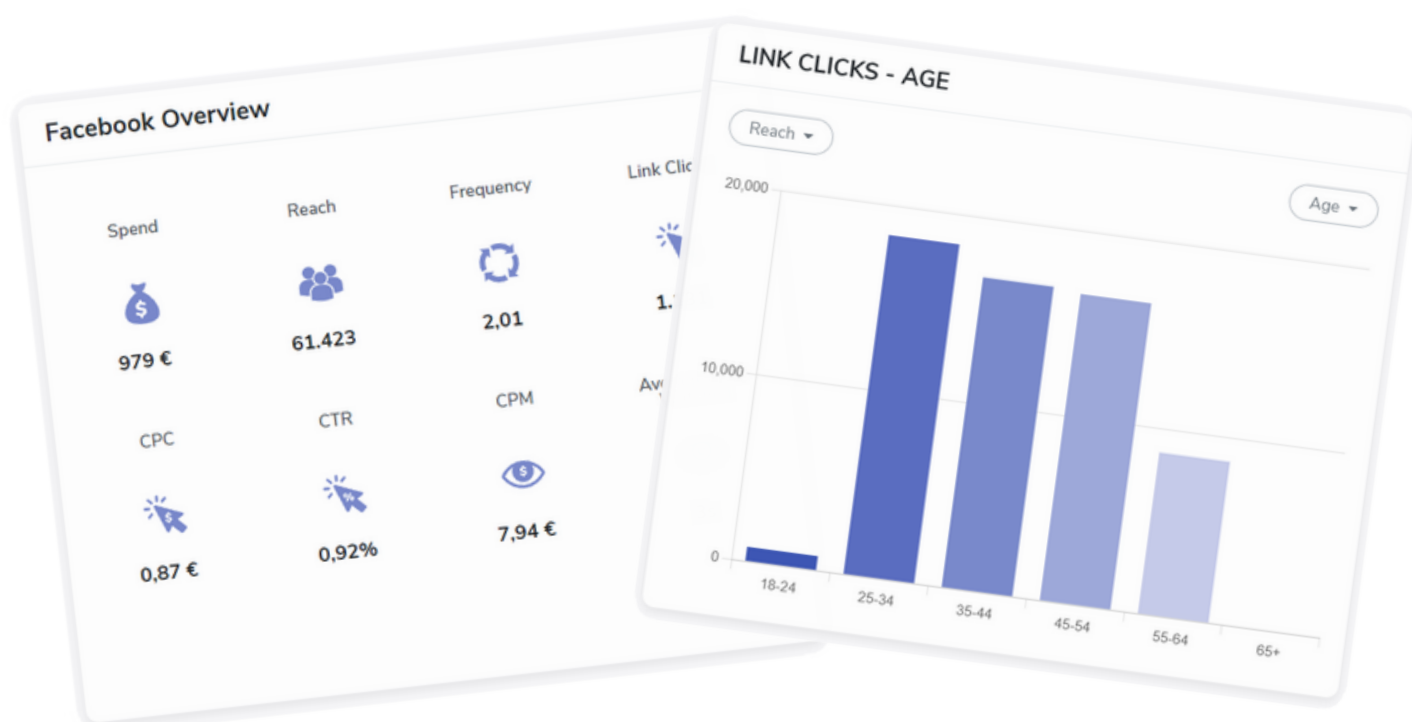 Facebook Overview
Spend
Reach
Frequency
Link
979 €
61.423
2,01
CPC
CTR
CPM
0,87 €
0,92%
7,94 €
LINK CLICKS - AGE
Reach
Age
20,000
10,000
0
18-24
25-34
35-44
45-54
55-64
65+